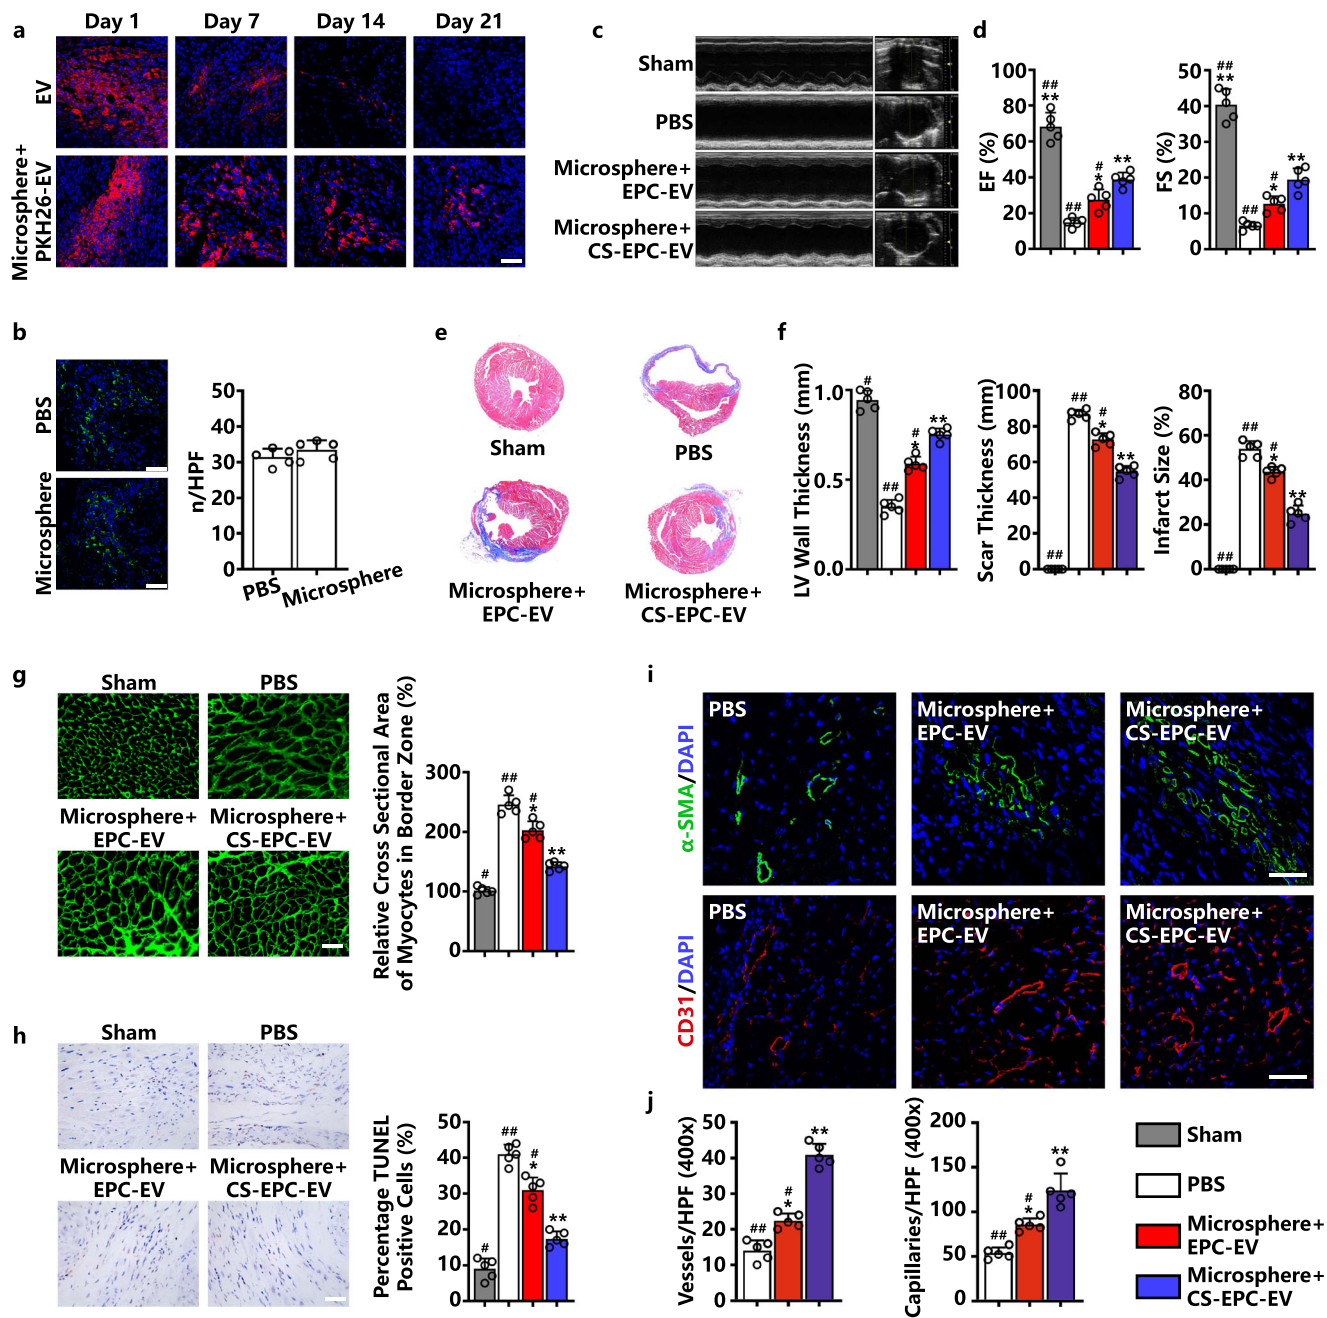 a
Day 1
Day 7
Day 14
Day 21
EV
Microsphere+
PKH26-EV
b
PBS
Microsphere
n/HPF
50
40
30
20
10
0
PBS
Microsphere
c
Sham
PBS
Microsphere+
EPC-EV
Microsphere+
CS-EPC-EV
d
EF (%)
100
80
60
40
20
0
##
**
##
#
*
**
FS (%)
50
40
30
20
10
0
##
**
##
#
*
**
e
Sham
PBS
Microsphere+
EPC-EV
Microsphere+
CS-EPC-EV
f
LV Wall Thickness (mm)
1.0
0.5
0.0
#
##
#
*
**
Scar Thickness (mm)
100
80
60
40
20
0
##
##
#
*
**
Infarct Size (%)
80
60
40
20
0
##
##
#
*
**
g
Sham
PBS
Microsphere+
EPC-EV
Microsphere+
CS-EPC-EV
Relative Cross Sectional Area
of Myocytes in Border Zone (%)
300
200
100
0
#
##
#
*
**
h
Sham
PBS
Microsphere+
EPC-EV
Microsphere+
CS-EPC-EV
Percentage TUNEL
Positive Cells (%)
50
40
30
20
10
0
#
##
#
*
**
i
α-SMA/DAPI
PBS
Microsphere+
EPC-EV
Microsphere+
CS-EPC-EV
CD31/DAPI
PBS
Microsphere+
EPC-EV
Microsphere+
CS-EPC-EV
j
Vessels/HPF (400x)
50
40
30
20
10
0
##
#
*
**
Capillaries/HPF (400x)
200
150
100
50
0
##
#
*
**
Sham
PBS
Microsphere+
EPC-EV
Microsphere+
CS-EPC-EV